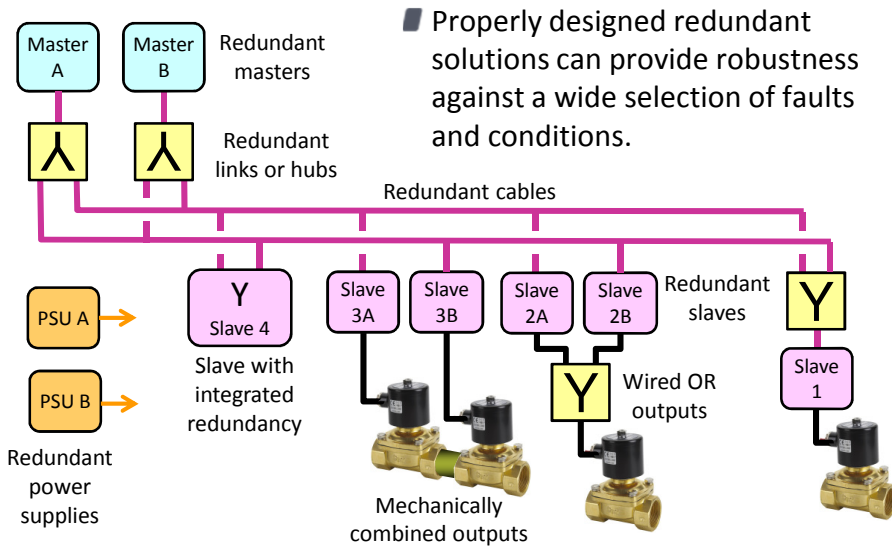 Master
A
Master
B
Redundant
masters
Properly designed redundant
solutions can provide robustness
against a wide selection of faults
and conditions.
Redundant
links or hubs
Redundant cables
PSU A
PSU B
Redundant
power
supplies
Y
Slave 4
Slave with
integrated
redundancy
Slave
3A
Slave
3B
Slave
2A
Slave
2B
Redundant
slaves
Y
Slave
1
Y
Wired OR
outputs
Mechanically
combined outputs